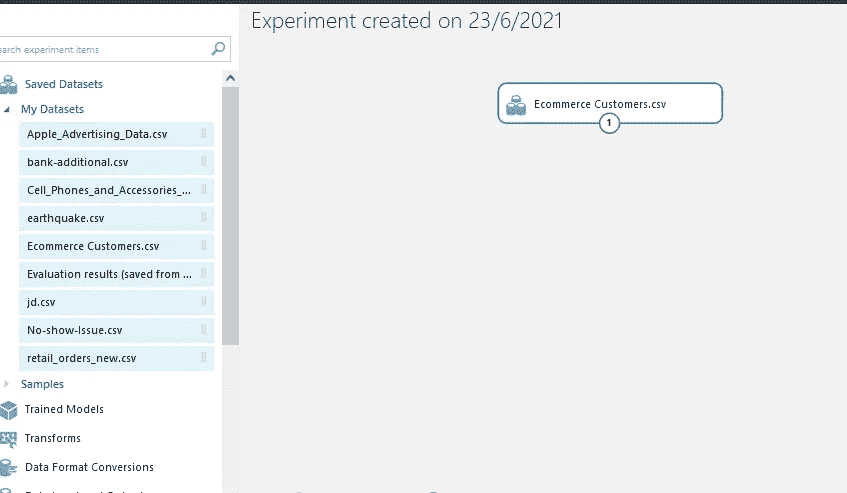 Experiment created on 23/6/2021
earch experiment items
Saved Datasets
My Datasets
Apple_Advertising_Data.csv
bank-additional.csv
Cell_Phones_and_Accessories_...
earthquake.csv
Ecommerce Customers.csv
Evaluation results (saved from ...
jd.csv
No-show-Issue.csv
retail_orders_new.csv
Samples
Trained Models
Transforms
Data Format Conversions
Ecommerce Customers.csv
1